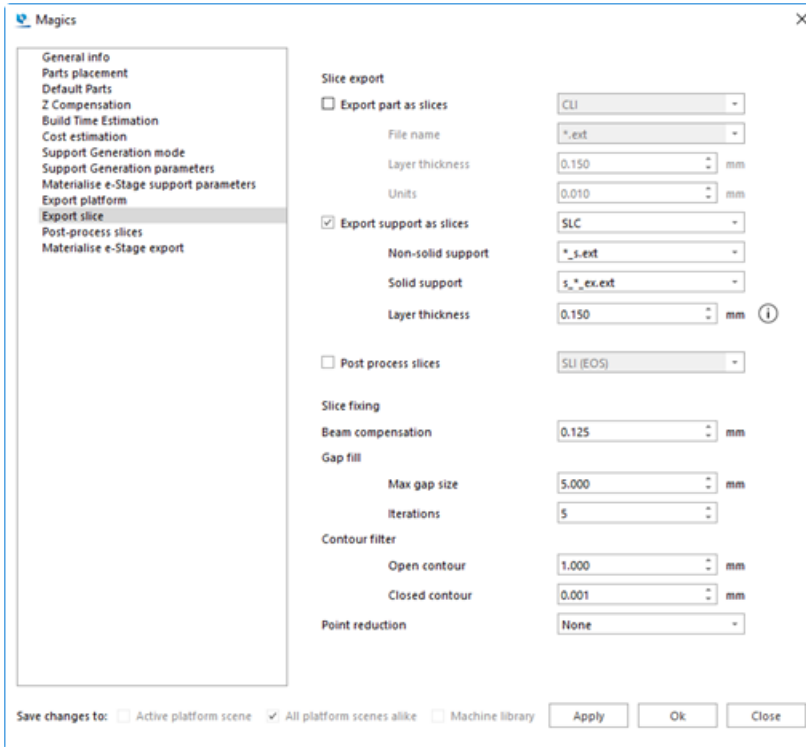 Magics
General info
Parts placement
Default Parts
Z Compensation
Build Time Estimation
Cost estimation
Support Generation mode
Support Generation parameters
Materialise e-Stage support parameters
Export platform
Export slice
Post-process slices
Materialise e-Stage export
Slice export
Export part as slices CLI
File name *.ext
Layer thickness 0.150 mm
Units 0.010 mm
Export support as slices SLC
Non-solid support *_s.ext
Solid support s_*_ex.ext
Layer thickness 0.150 mm i
Post process slices SLI (EOS)
Slice fixing
Beam compensation 0.125 mm
Gap fill
Max gap size 5.000 mm
Iterations 5
Contour filter
Open contour 1.000 mm
Closed contour 0.001 mm
Point reduction None
Save changes to: Active platform scene All platform scenes alike Machine library Apply Ok Close